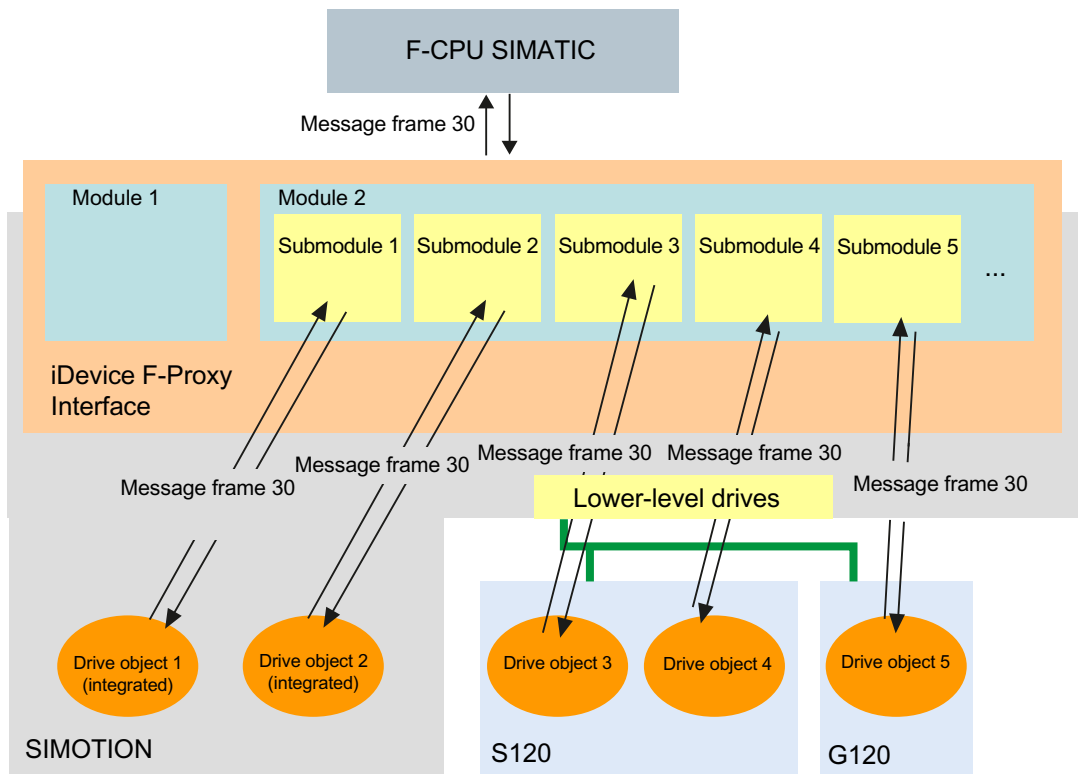 F-CPU SIMATIC
Message frame 30
Module 1
Module 2
Submodule 1
Submodule 2
Submodule 3
Submodule 4
Submodule 5
...
iDevice F-Proxy
Interface
Message frame 30
Message frame 30
Message frame 30
Message frame 30
Message frame 30
Lower-level drives
Drive object 1
(integrated)
Drive object 2
(integrated)
Drive object 3
Drive object 4
Drive object 5
SIMOTION
S120
G120